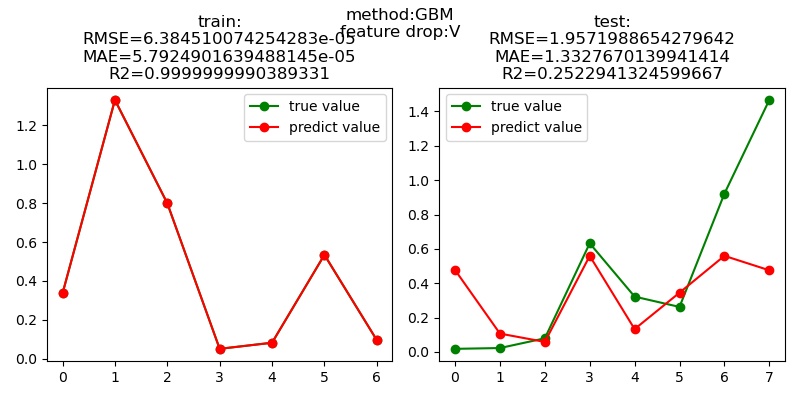 method:GBM
feature drop:V
train:
RMSE=6.384510074254283e-05
MAE=5.7924901639488145e-05
R2=0.9999999990389331
test:
RMSE=1.9571988654279642
MAE=1.3327670139941414
R2=0.2522941324599667
true value
predict value
1.2
1.0
0.8
0.6
0.4
0.2
0.0
0 1 2 3 4 5 6
true value
predict value
1.4
1.2
1.0
0.8
0.6
0.4
0.2
0.0
0 1 2 3 4 5 6 7